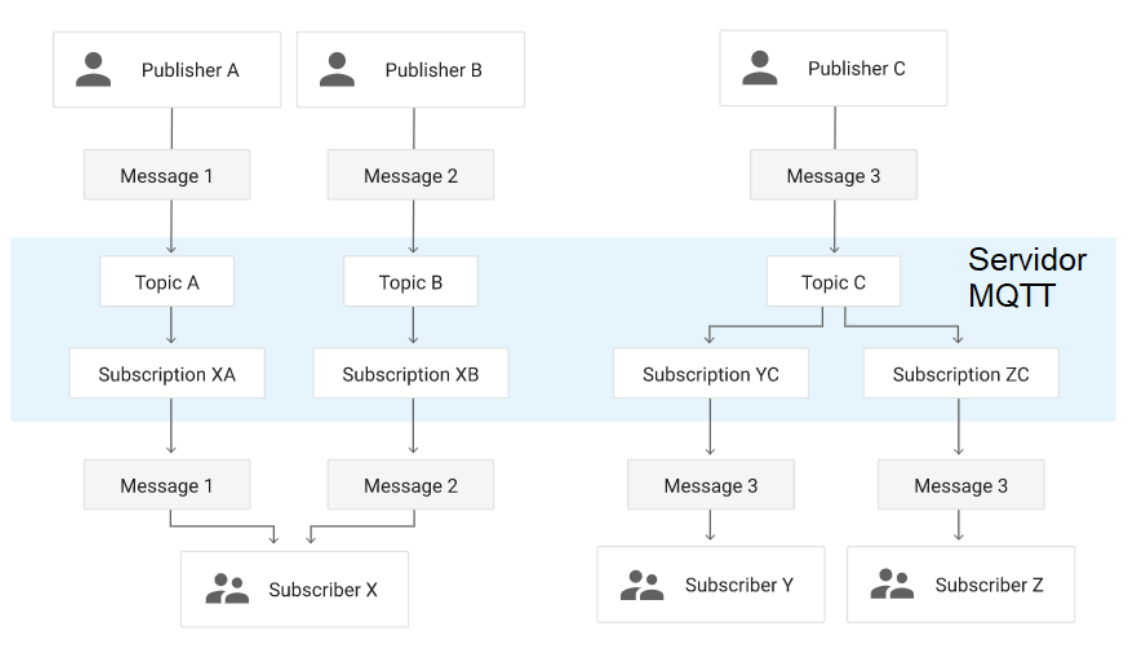 Publisher A
Publisher B
Publisher C
Message 1
Message 2
Message 3
Servidor
MQTT
Topic A
Topic B
Topic C
Subscription XA
Subscription XB
Subscription YC
Subscription ZC
Message 1
Message 2
Message 3
Message 3
Subscriber X
Subscriber Y
Subscriber Z